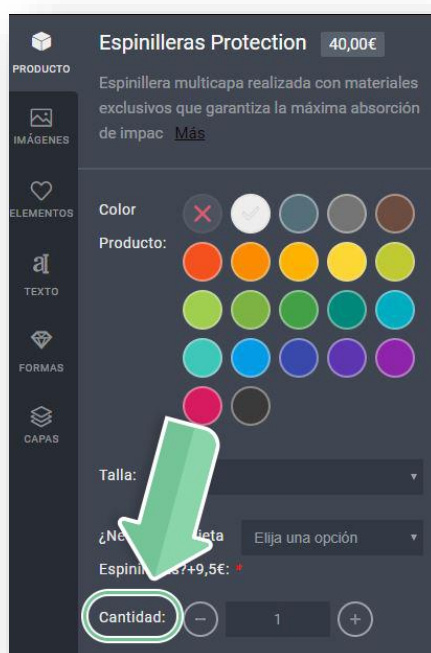 Espinilleras Protection 40,00€
PRODUCTO
Espinillera multicapa realizada con materiales
exclusivos que garantiza la máxima absorción
de impac Más
IMÁGENES
ELEMENTOS
Color
Producto:
aI
TEXTO
FORMAS
CAPAS
Talla:
Elija una opción
+9,5€: *
Cantidad:
− 1 +